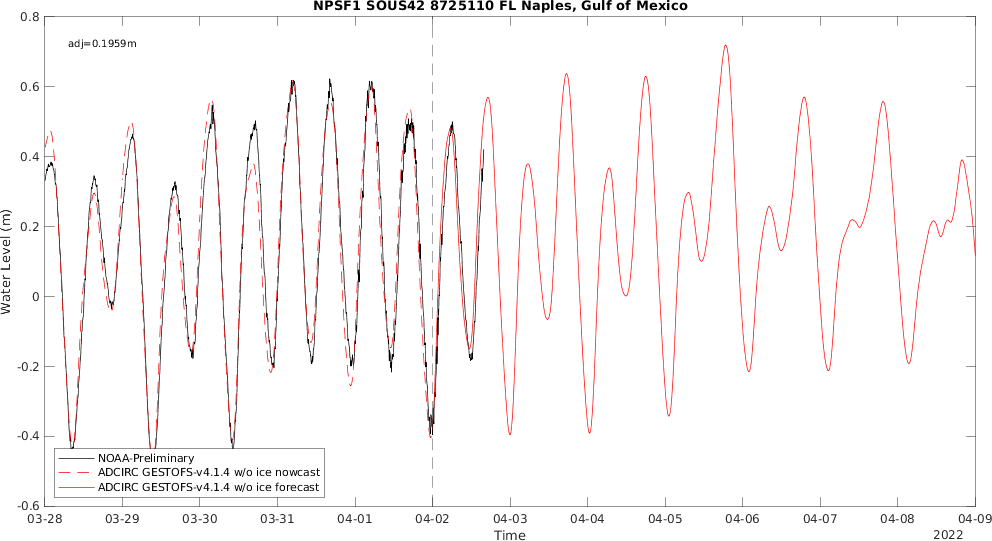 NPSF1 SOUS42 8725110 FL Naples, Gulf of Mexico
0.8
adj=0.1959m
0.6
0.4
0.2
0
-0.2
-0.4
-0.6
Water Level (m)
NOAA-Preliminary
ADCIRC GESTOFS-v4.1.4 w/o ice nowcast
ADCIRC GESTOFS-v4.1.4 w/o ice forecast
03-28 03-29 03-30 03-31 04-01 04-02 04-03 04-04 04-05 04-06 04-07 04-08 04-09
Time
2022